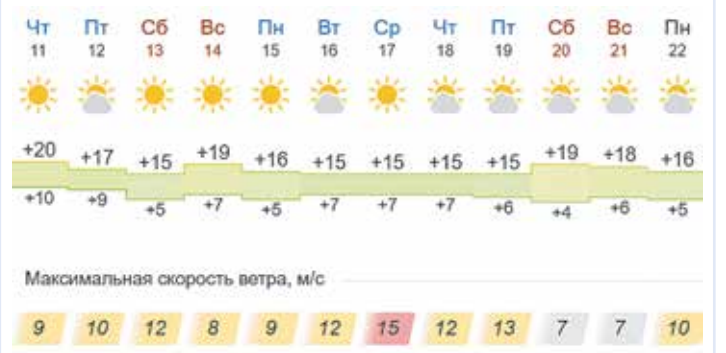 Чт Пт Сб Вс Пн Вт Ср Чт Пт Сб Вс Пн
11 12 13 14 15 16 17 18 19 20 21 22
+20 +17 +15 +19 +16 +15 +15 +15 +15 +19 +18 +16
+10 +9 +5 +7 +5 +7 +7 +7 +6 +4 +6 +5
Максимальная скорость ветра, м/с
9 10 12 8 9 12 15 12 13 7 7 10